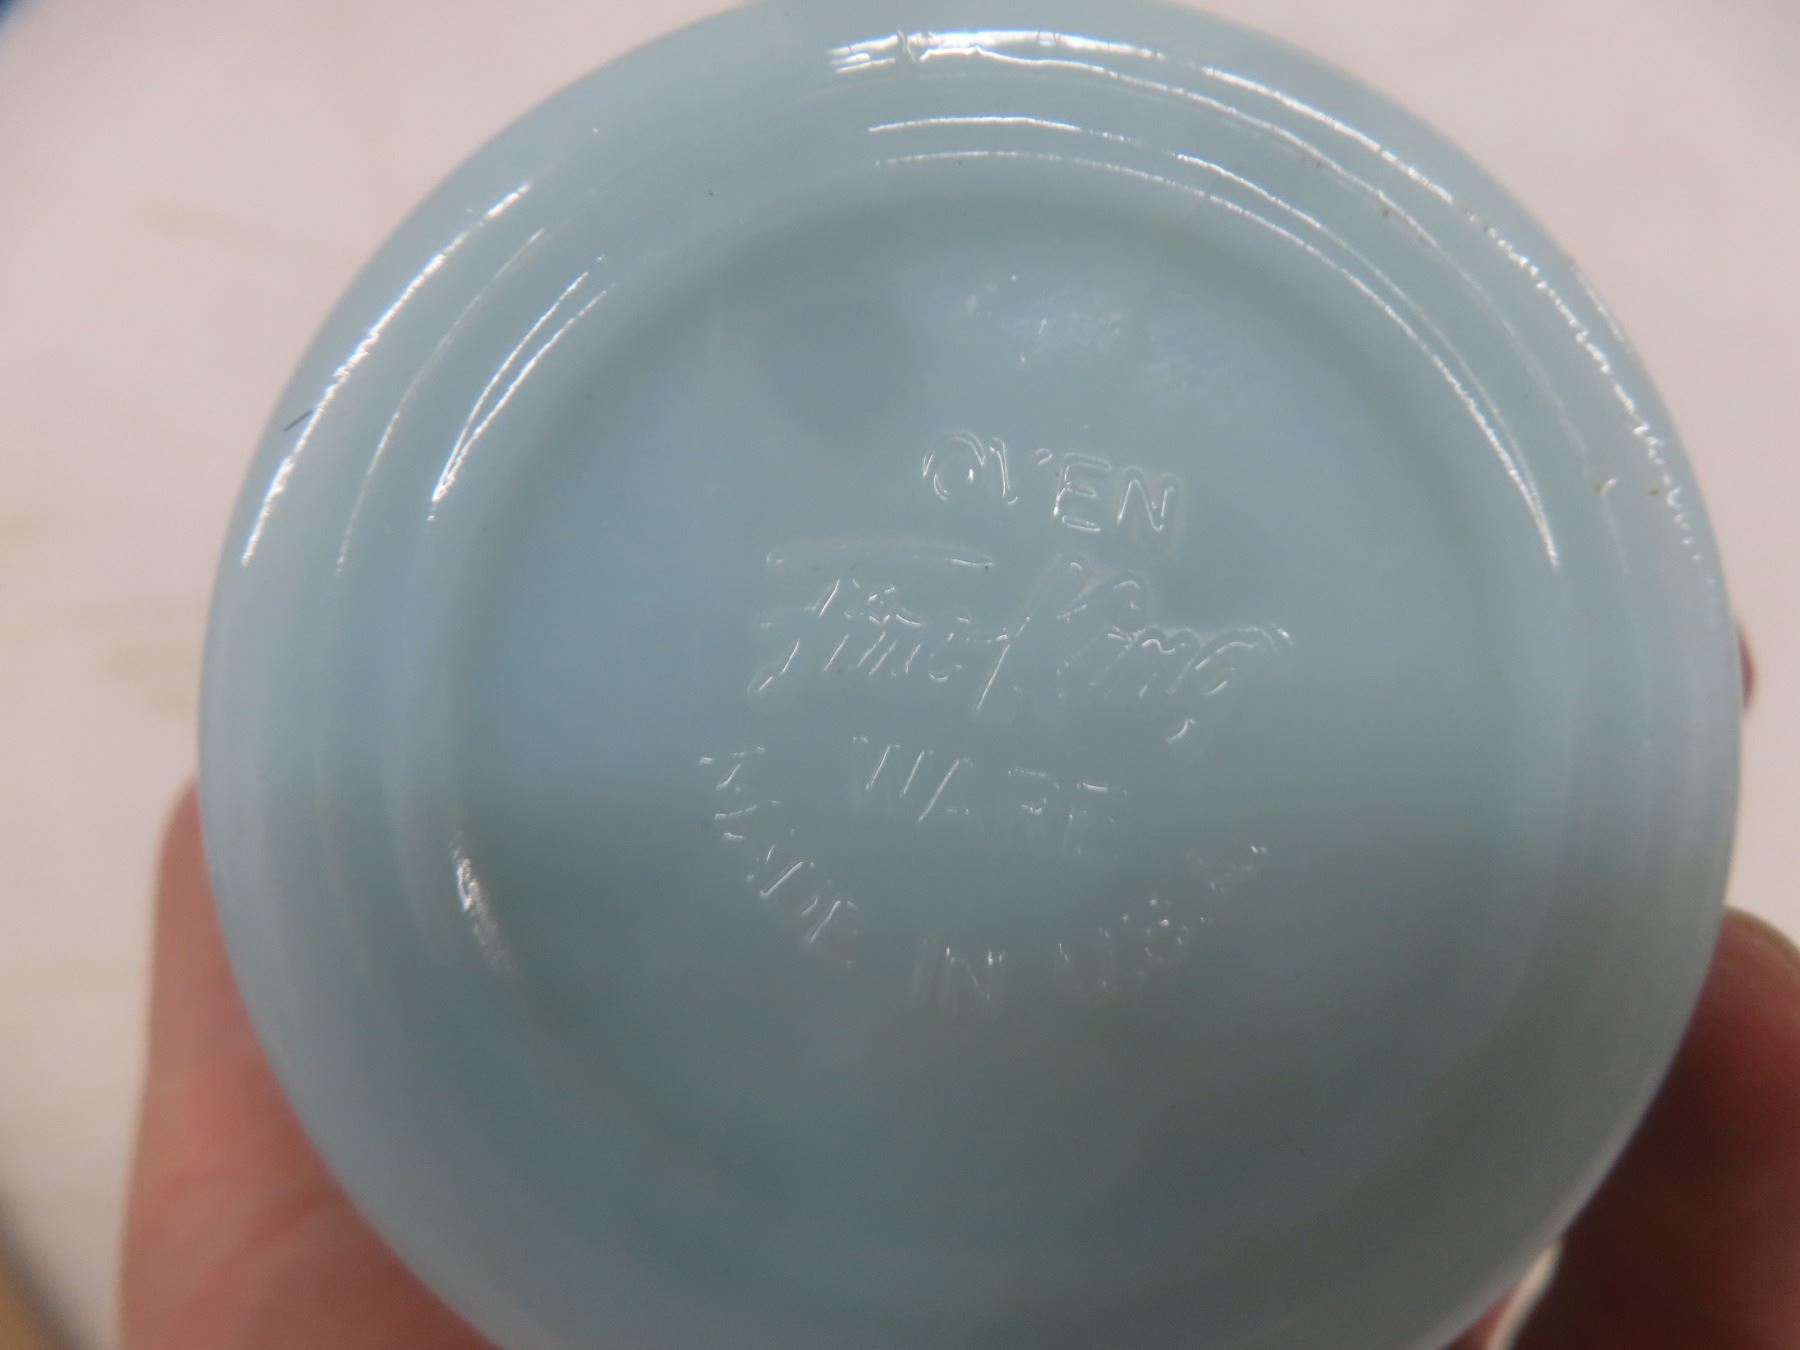 OVEN
Fire-King
WARE
MADE IN U.S.A.